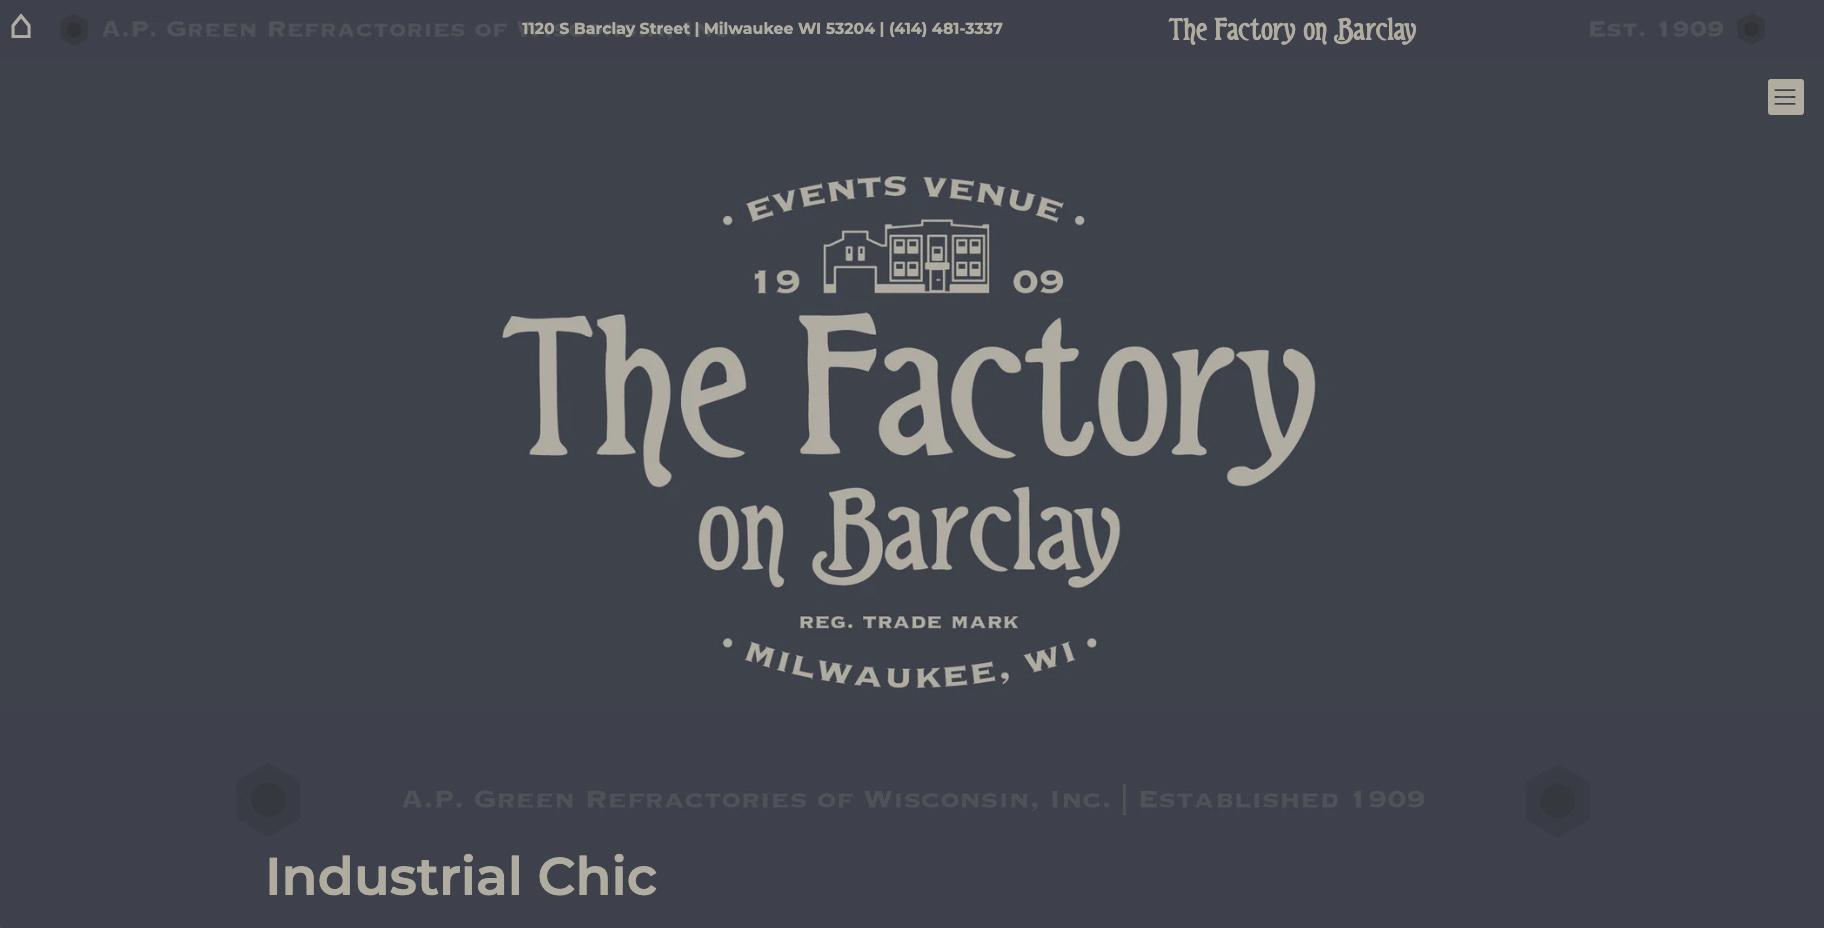 A.P. Green Refractories of
1120 S Barclay Street | Milwaukee WI 53204 | (414) 481-3337
The Factory on Barclay
Est. 1909
EVENTS VENUE
19 09
The Factory
on Barclay
REG. TRADE MARK
MILWAUKEE, WI
A.P. Green Refractories of Wisconsin, Inc. | Established 1909
Industrial Chic